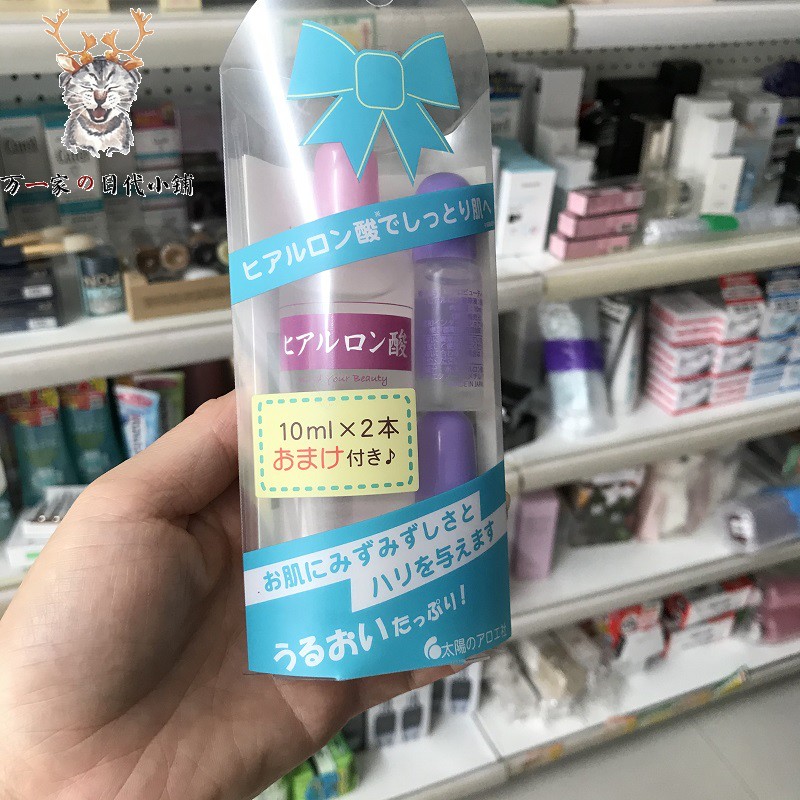 万一家の日代小铺
ヒアルロン酸※でしっとり肌へ
ヒアルロン酸
Your Beauty
10ml×2本
おまけ付き♪
お肌にみずみずしさと
ハリを与えます
うるおいたっぷり!
太陽のアロエ社